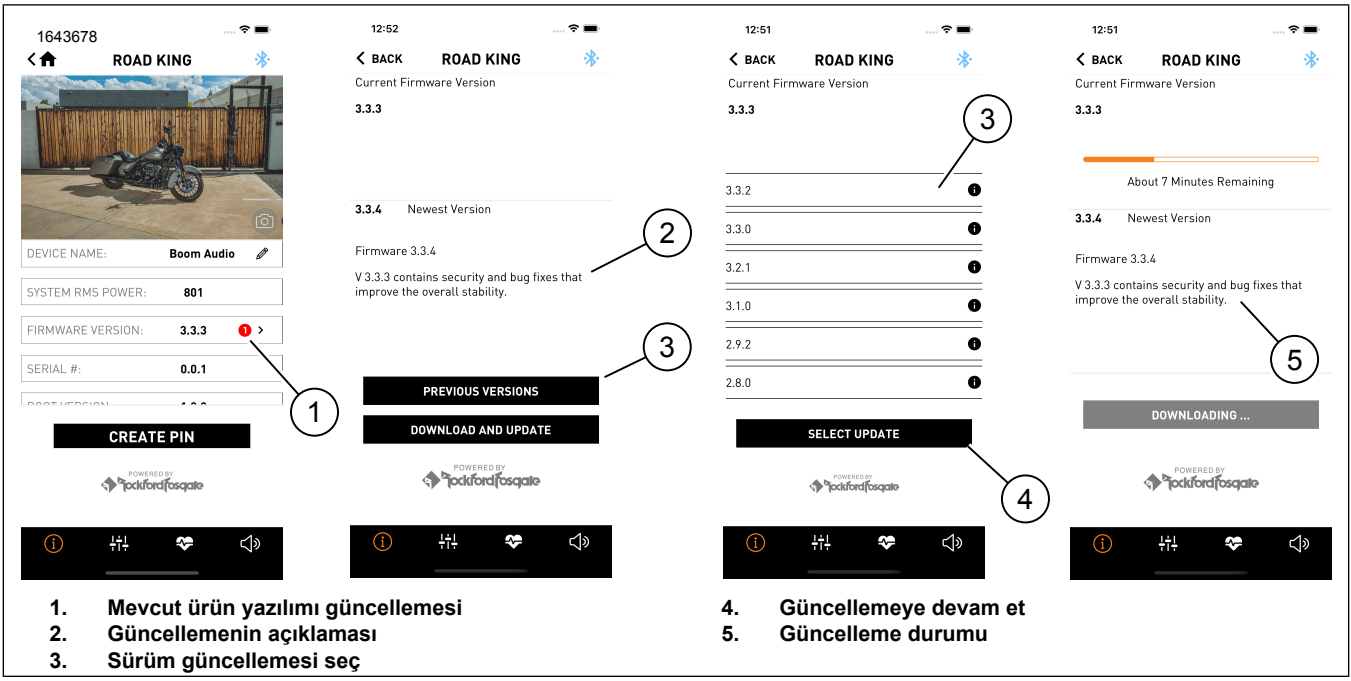 1643678
ROAD KING
DEVICE NAME: Boom Audio
SYSTEM RMS POWER: 801
FIRMWARE VERSION: 3.3.3 1
SERIAL #: 0.0.1
CREATE PIN
POWERED BY
Rockford Fosgate
1
12:52
BACK ROAD KING
Current Firmware Version
3.3.3
3.3.4 Newest Version
Firmware 3.3.4
V 3.3.3 contains security and bug fixes that
improve the overall stability.
2
3
PREVIOUS VERSIONS
DOWNLOAD AND UPDATE
POWERED BY
Rockford Fosgate
12:51
BACK ROAD KING
Current Firmware Version
3.3.3
3
3.3.2
3.3.0
3.2.1
3.1.0
2.9.2
2.8.0
SELECT UPDATE
4
POWERED BY
Rockford Fosgate
12:51
BACK ROAD KING
Current Firmware Version
3.3.3
About 7 Minutes Remaining
3.3.4 Newest Version
Firmware 3.3.4
V 3.3.3 contains security and bug fixes that
improve the overall stability.
5
DOWNLOADING ...
POWERED BY
Rockford Fosgate
1. Mevcut ürün yazılımı güncellemesi
2. Güncellemenin açıklaması
3. Sürüm güncellemesi seç
4. Güncellemeye devam et
5. Güncelleme durumu